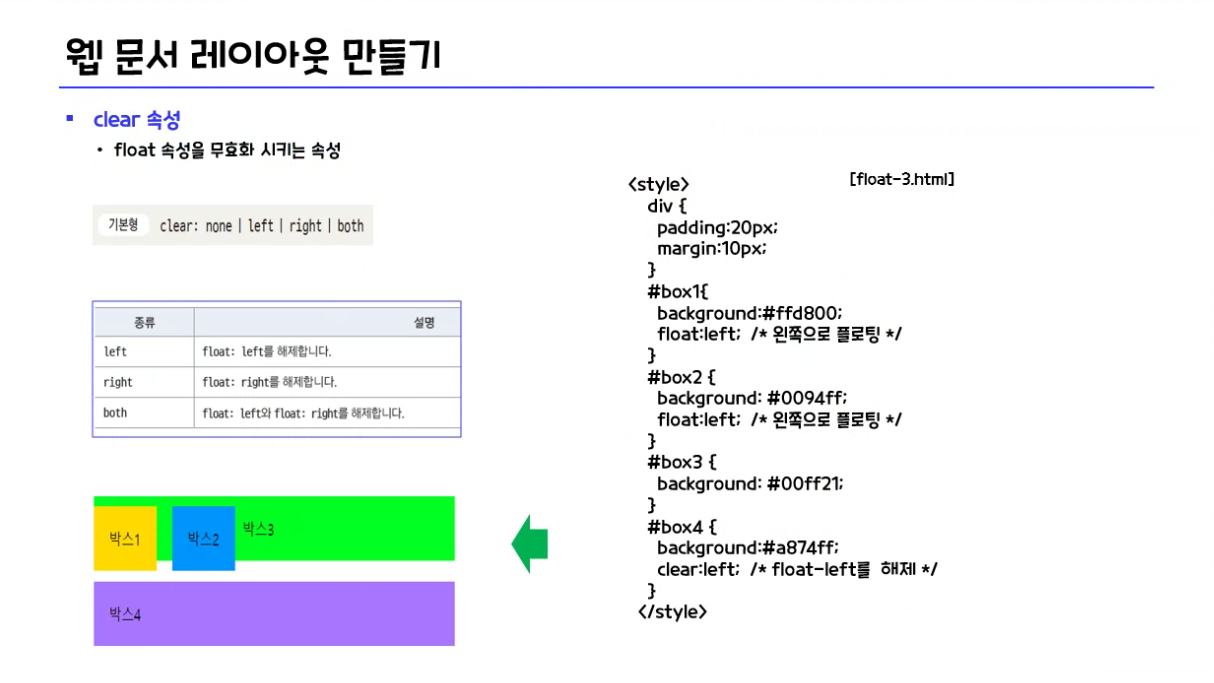 웹 문서 레이아웃 만들기
▪ clear 속성
• float 속성을 무효화 시키는 속성
기본형 clear: none | left | right | both
종류 설명
left float: left를 해제합니다.
right float: right를 해제합니다.
both float: left와 float: right를 해제합니다.
박스1 박스2 박스3
박스4
[float-3.html]
<style>
div {
padding:20px;
margin:10px;
}
#box1{
background:#ffd800;
float:left; /* 왼쪽으로 플로팅 */
}
#box2 {
background: #0094ff;
float:left; /* 왼쪽으로 플로팅 */
}
#box3 {
background: #00ff21;
}
#box4 {
background:#a874ff;
clear:left; /* float-left를 해제 */
}
</style>